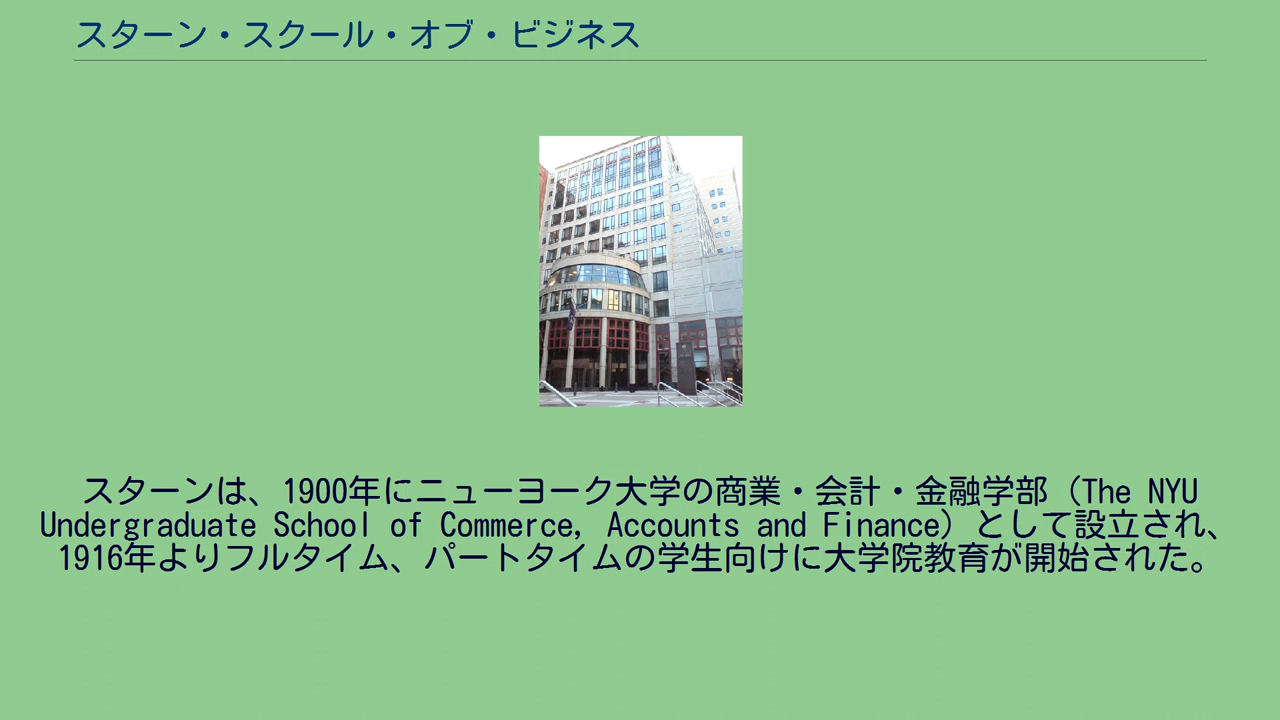 スターン・スクール・オブ・ビジネス
スターンは、1900年にニューヨーク大学の商業・会計・金融学部（The NYU
Undergraduate School of Commerce, Accounts and Finance）として設立され、
1916年よりフルタイム、パートタイムの学生向けに大学院教育が開始された。